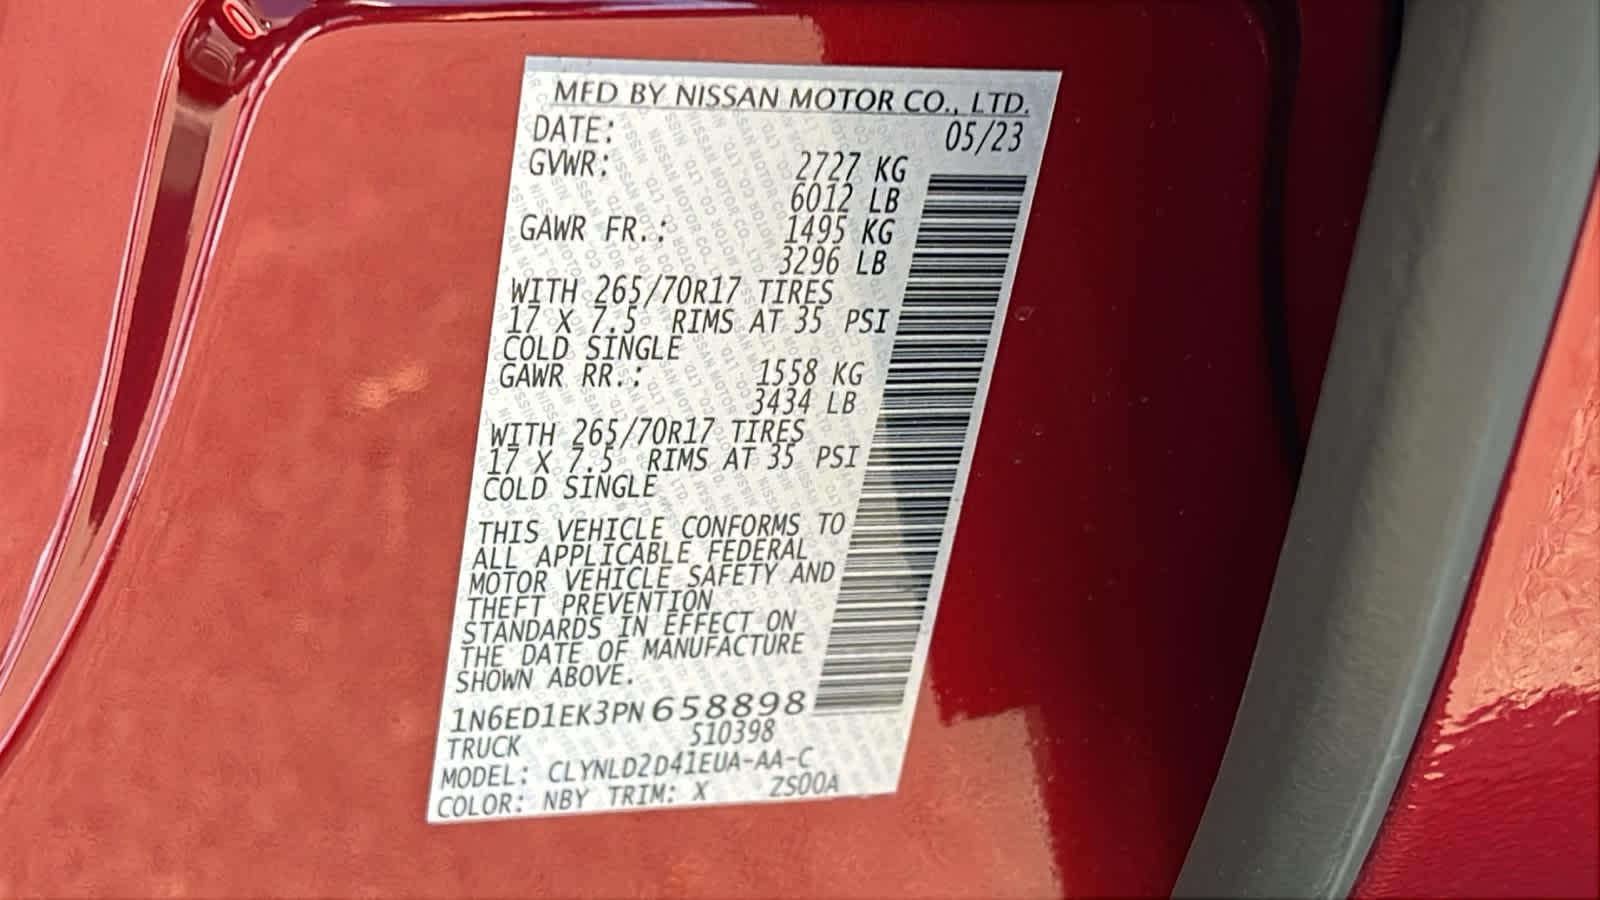 MFD BY NISSAN MOTOR CO., LTD.
DATE: 05/23
GVWR: 2727 KG
6012 LB
GAWR FR.: 1495 KG
3296 LB
WITH 265/70R17 TIRES
17 X 7.5 RIMS AT 35 PSI
COLD SINGLE
GAWR RR.: 1558 KG
3434 LB
WITH 265/70R17 TIRES
17 X 7.5 RIMS AT 35 PSI
COLD SINGLE
THIS VEHICLE CONFORMS TO
ALL APPLICABLE FEDERAL
MOTOR VEHICLE SAFETY AND
THEFT PREVENTION
STANDARDS IN EFFECT ON
THE DATE OF MANUFACTURE
SHOWN ABOVE.
1N6ED1EK3PN658898
TRUCK 510398
MODEL: CLYNLD2D41EUA-AA-C
COLOR: NBY TRIM: X ZS00A